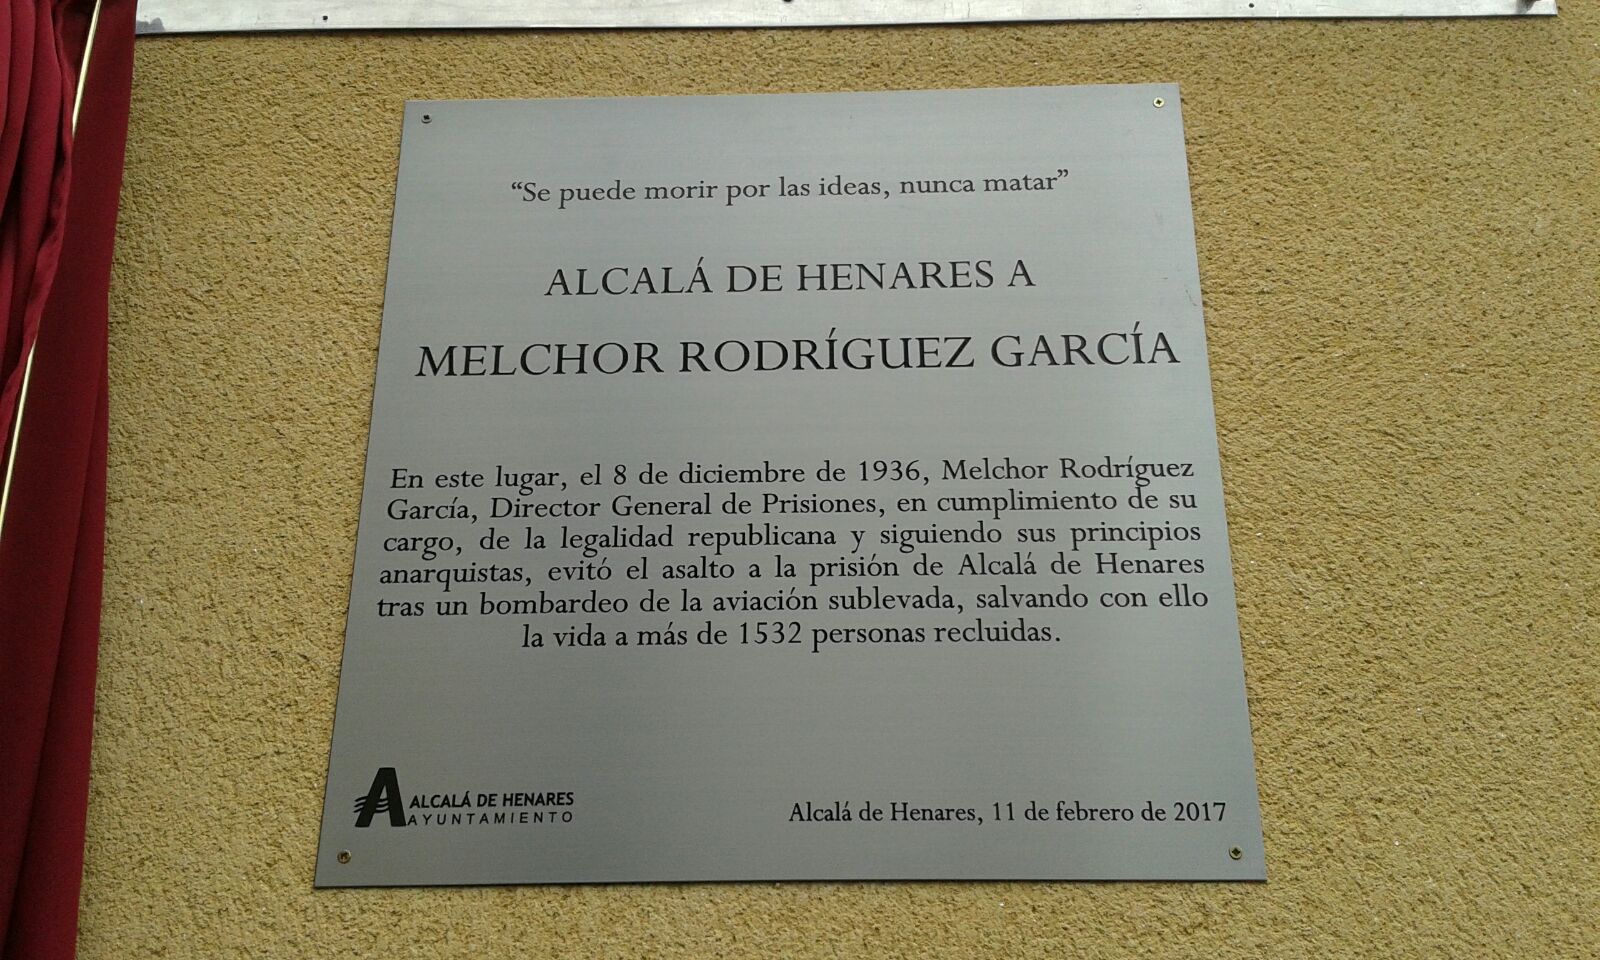 “Se puede morir por las ideas, nunca matar”
ALCALÁ DE HENARES A
MELCHOR RODRÍGUEZ GARCÍA
En este lugar, el 8 de diciembre de 1936, Melchor Rodríguez
García, Director General de Prisiones, en cumplimiento de su
cargo, de la legalidad republicana y siguiendo sus principios
anarquistas, evitó el asalto a la prisión de Alcalá de Henares
tras un bombardeo de la aviación sublevada, salvando con ello
la vida a más de 1532 personas recluidas.
ALCALÁ DE HENARES
AYUNTAMIENTO
Alcalá de Henares, 11 de febrero de 2017